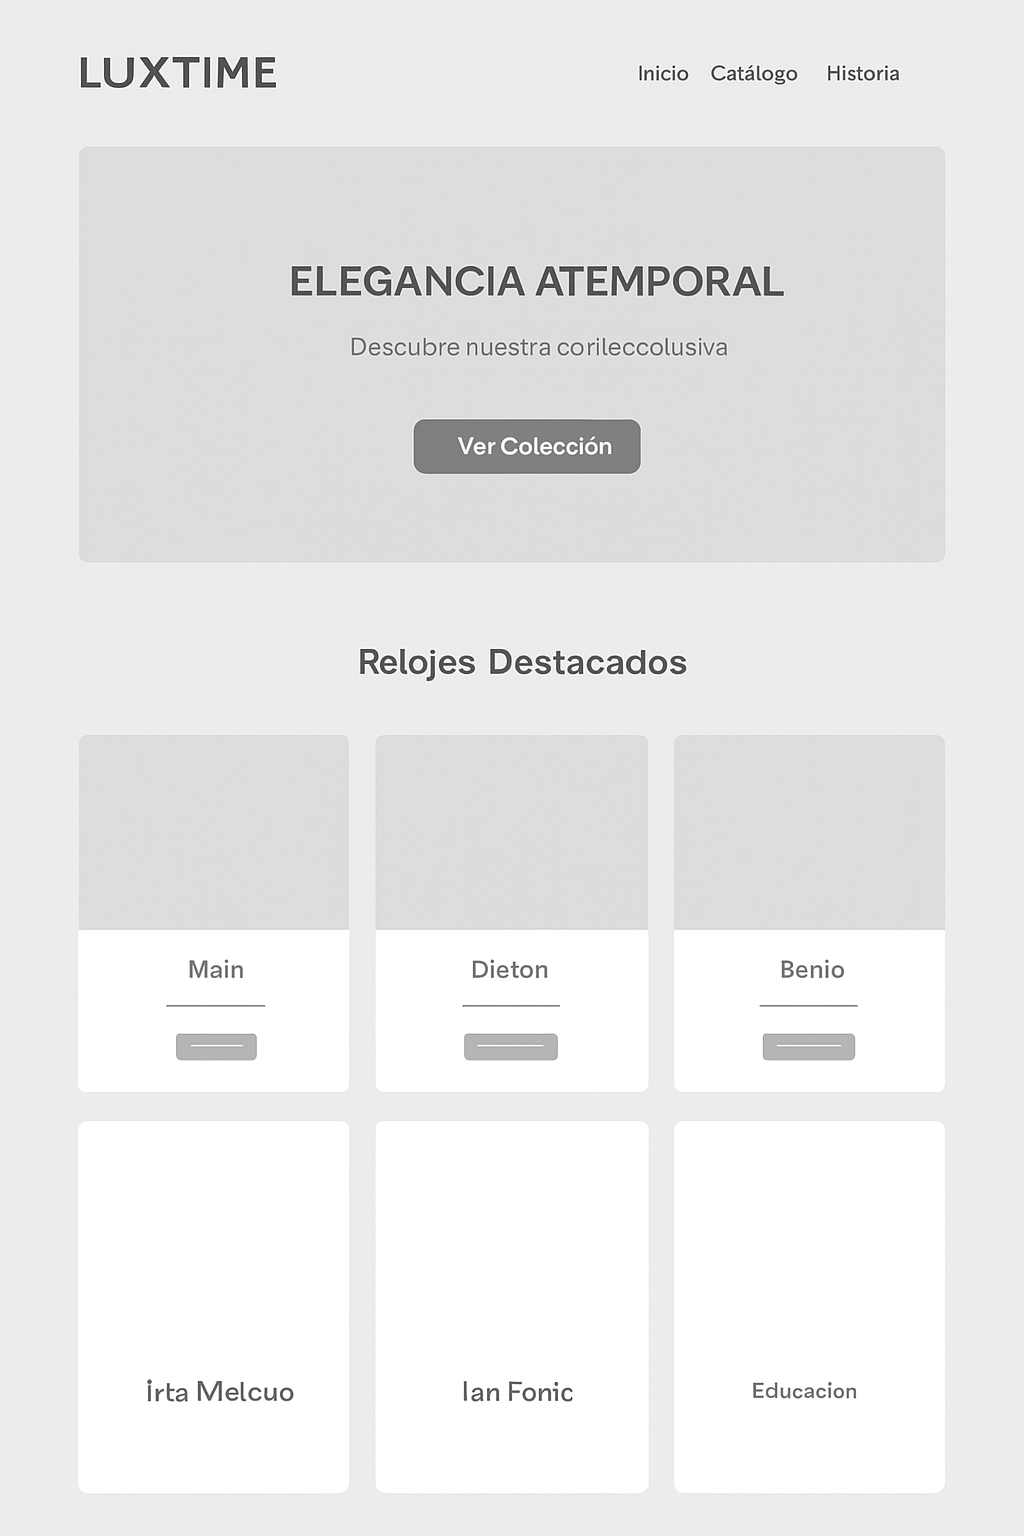 LUXTIME
Inicio Catálogo Historia
ELEGANCIA ATEMPORAL
Descubre nuestra corileccolusiva
Ver Colección
Relojes Destacados
Main
Dieton
Benio
irta Melcuo
Ian Fonic
Educacion